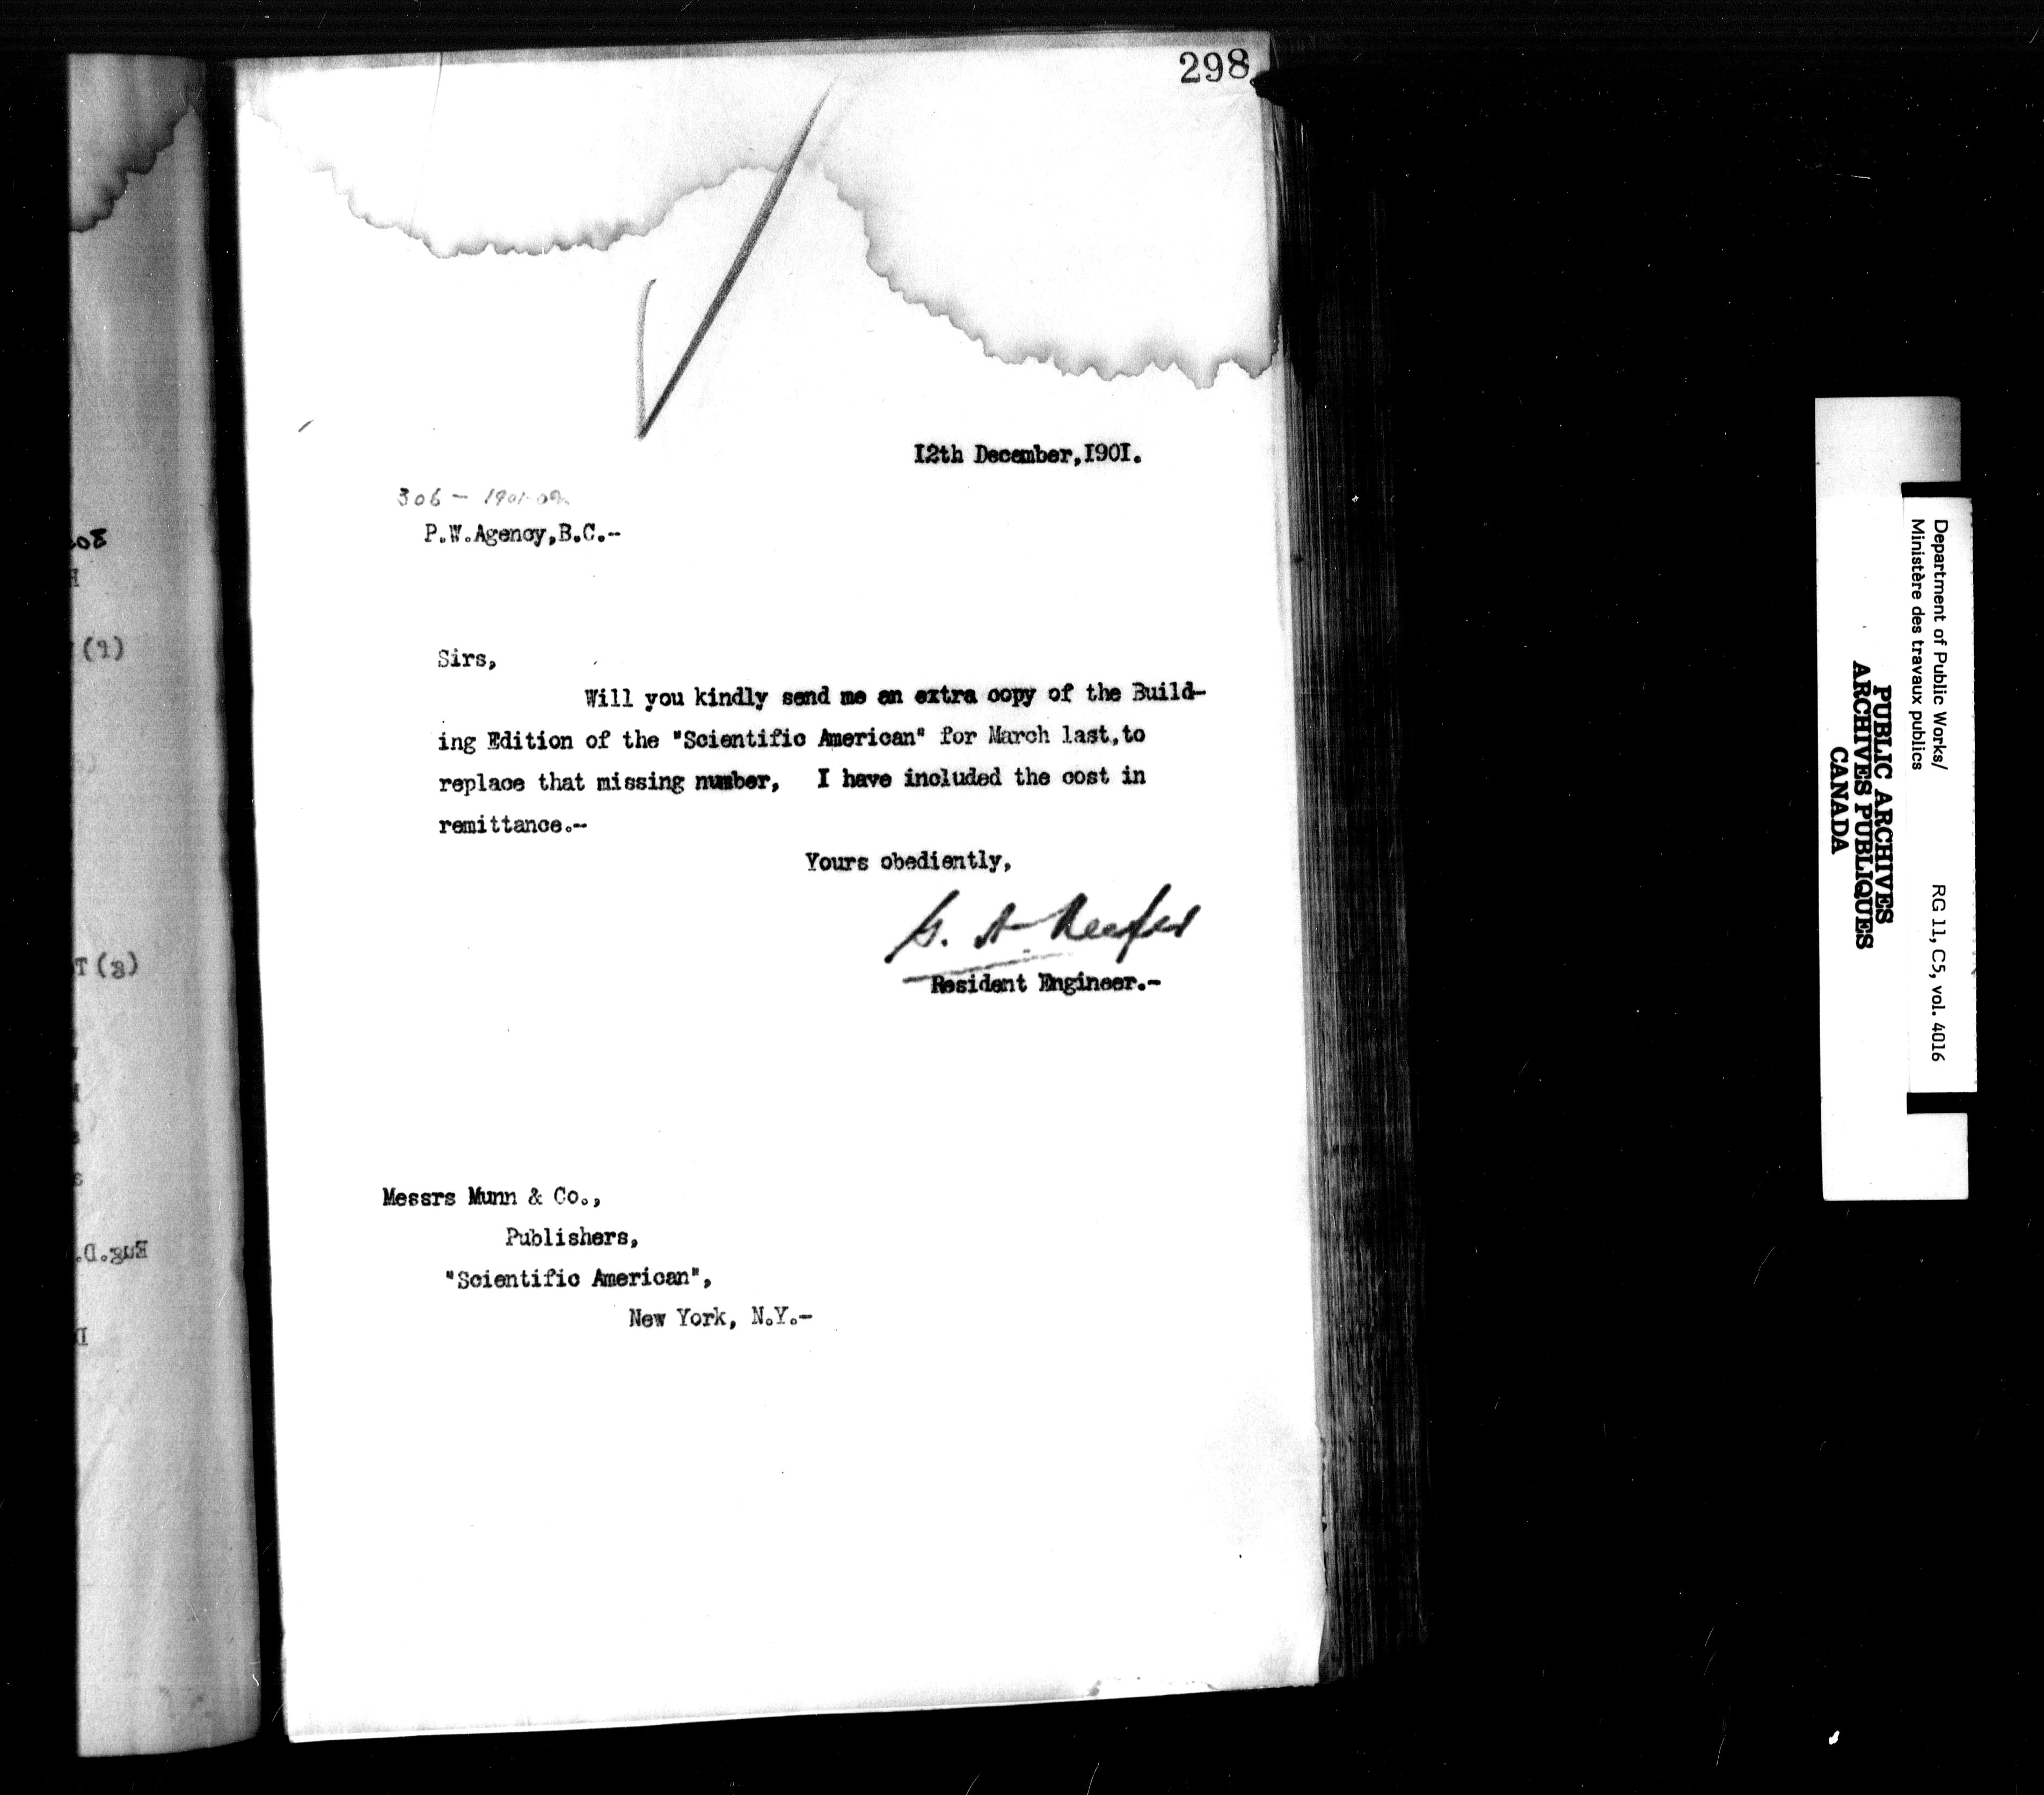 298
12th December,1901.
306 - 1901-02
P.W.Agency,B.C.-
Sirs,
Will you kindly send me an extra copy of the Build-
ing Edition of the "Scientific American" for March last,to
replace that missing number, I have included the cost in
remittance.-
Yours obediently,
G. A. Keefer
Resident Engineer.-
Messrs Munn & Co.,
Publishers,
"Scientific American",
New York, N.Y.-
Department of Public Works/
Ministère des travaux publics
RG 11, C5, vol. 4016
PUBLIC ARCHIVES
ARCHIVES PUBLIQUES
CANADA